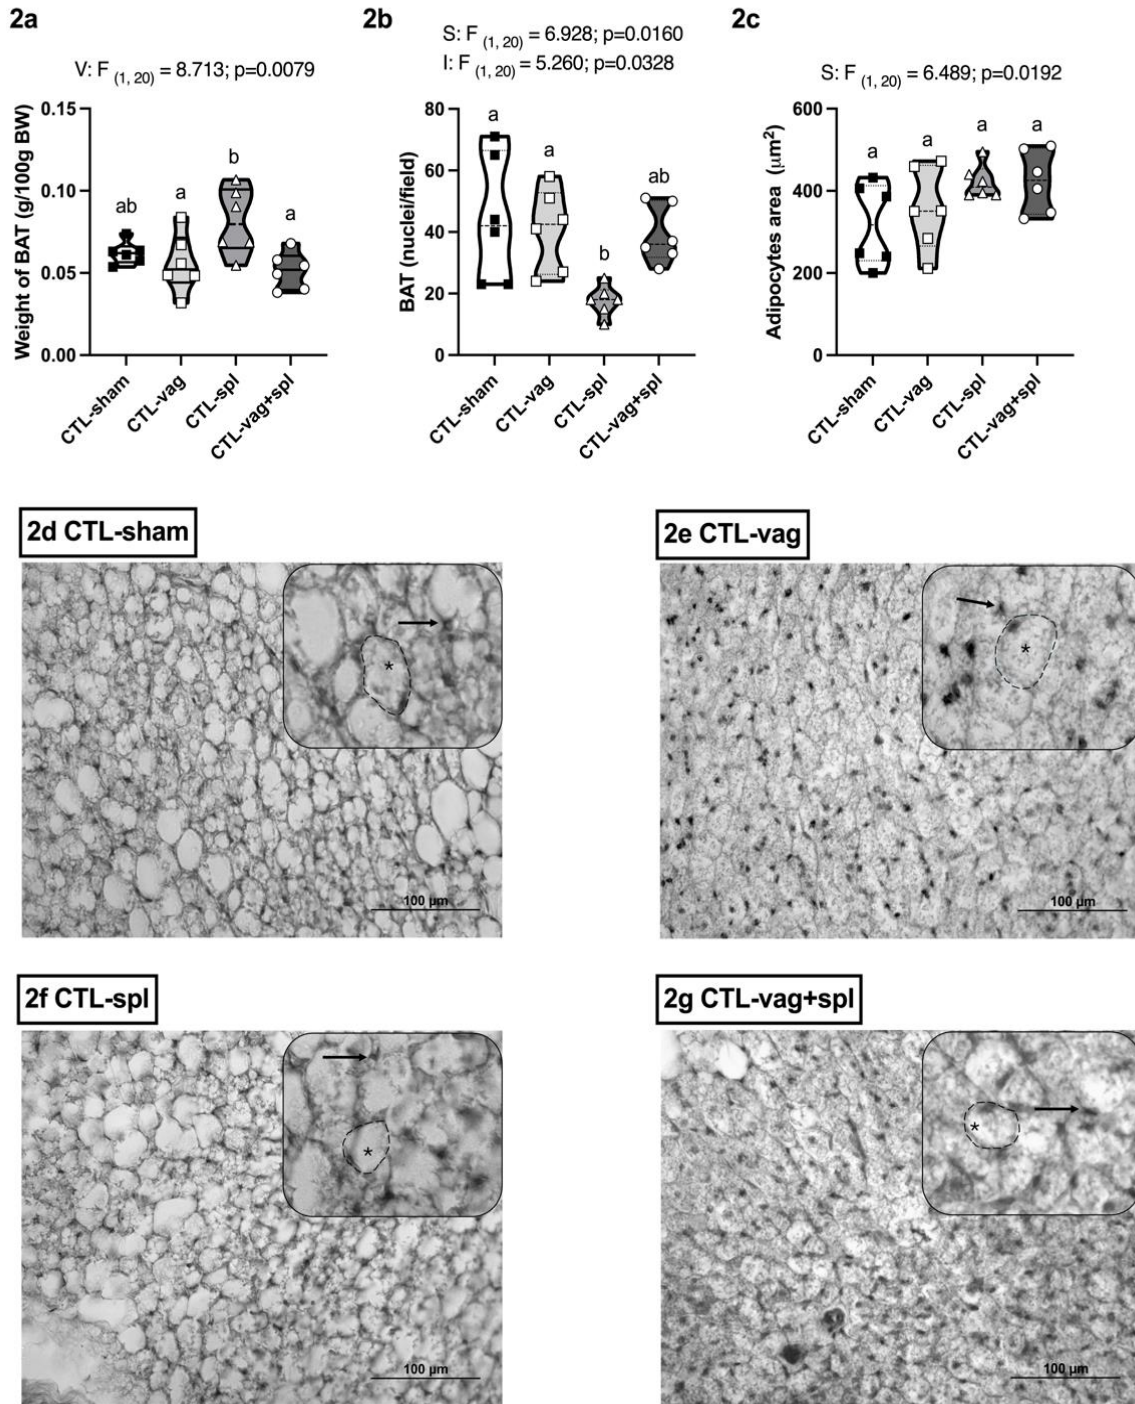 2a
V: F (1, 20) = 8.713; p=0.0079
Weight of BAT (g/100g BW)
0.15
0.10
0.05
0.00
ab
a
b
a
CTL-sham
CTL-vag
CTL-spl
CTL-vag+spl
2b
S: F (1, 20) = 6.928; p=0.0160
I: F (1, 20) = 5.260; p=0.0328
BAT (nuclei/field)
80
60
40
20
0
a
a
b
ab
CTL-sham
CTL-vag
CTL-spl
CTL-vag+spl
2c
S: F (1, 20) = 6.489; p=0.0192
Adipocytes area (μm²)
600
400
200
0
a
a
a
a
CTL-sham
CTL-vag
CTL-spl
CTL-vag+spl
2d CTL-sham
*
100 µm
2e CTL-vag
*
100 µm
2f CTL-spl
*
100 µm
2g CTL-vag+spl
*
100 µm